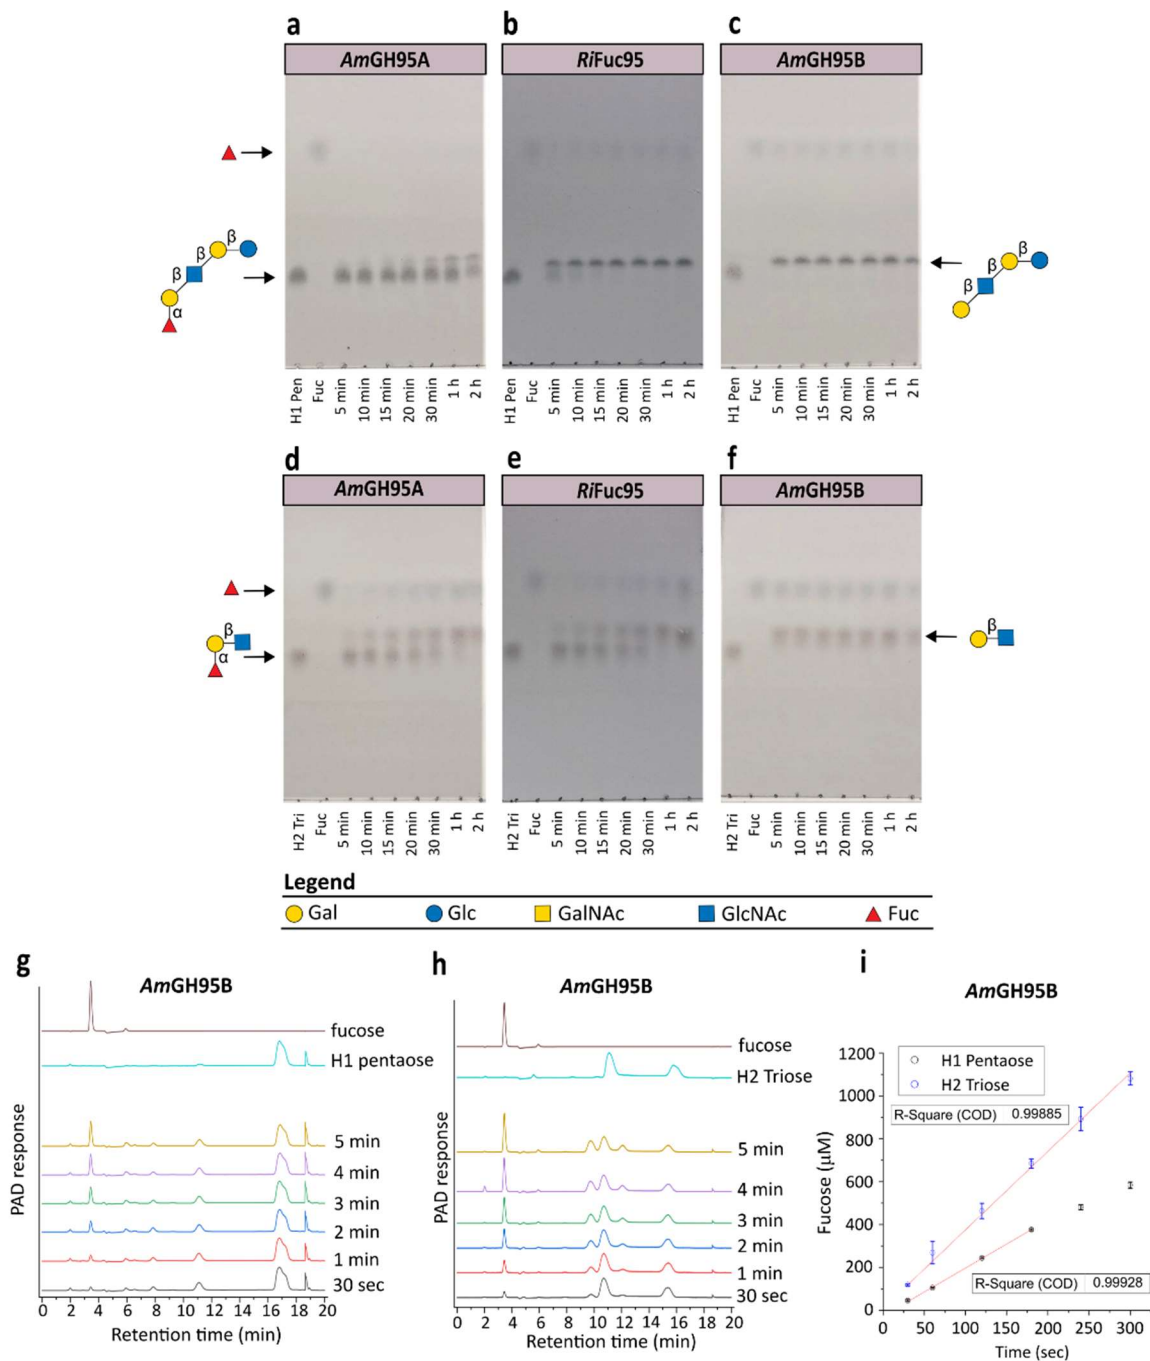 a
b
c
AmGH95A
RiFuc95
AmGH95B
β
β
β
α
β
β
β
H1 Pen
Fuc
5 min
10 min
15 min
20 min
30 min
1 h
2 h
H1 Pen
Fuc
5 min
10 min
15 min
20 min
30 min
1 h
2 h
H1 Pen
Fuc
5 min
10 min
15 min
20 min
30 min
1 h
2 h
d
e
f
AmGH95A
RiFuc95
AmGH95B
β
α
β
H2 Tri
Fuc
5 min
10 min
15 min
20 min
30 min
1 h
2 h
H2 Tri
Fuc
5 min
10 min
15 min
20 min
30 min
1 h
2 h
H2 Tri
Fuc
5 min
10 min
15 min
20 min
30 min
1 h
2 h
Legend
Gal Glc GalNAc GlcNAc Fuc
g
AmGH95B
fucose
H1 pentaose
5 min
4 min
3 min
2 min
1 min
30 sec
PAD response
0 2 4 6 8 10 12 14 16 18 20
Retention time (min)
h
AmGH95B
fucose
H2 Triose
5 min
4 min
3 min
2 min
1 min
30 sec
PAD response
0 2 4 6 8 10 12 14 16 18 20
Retention time (min)
i
AmGH95B
H1 Pentaose
H2 Triose
R-Square (COD) 0.99885
R-Square (COD) 0.99928
Fucose (μM)
1200
1000
800
600
400
200
0
0 50 100 150 200 250 300
Time (sec)